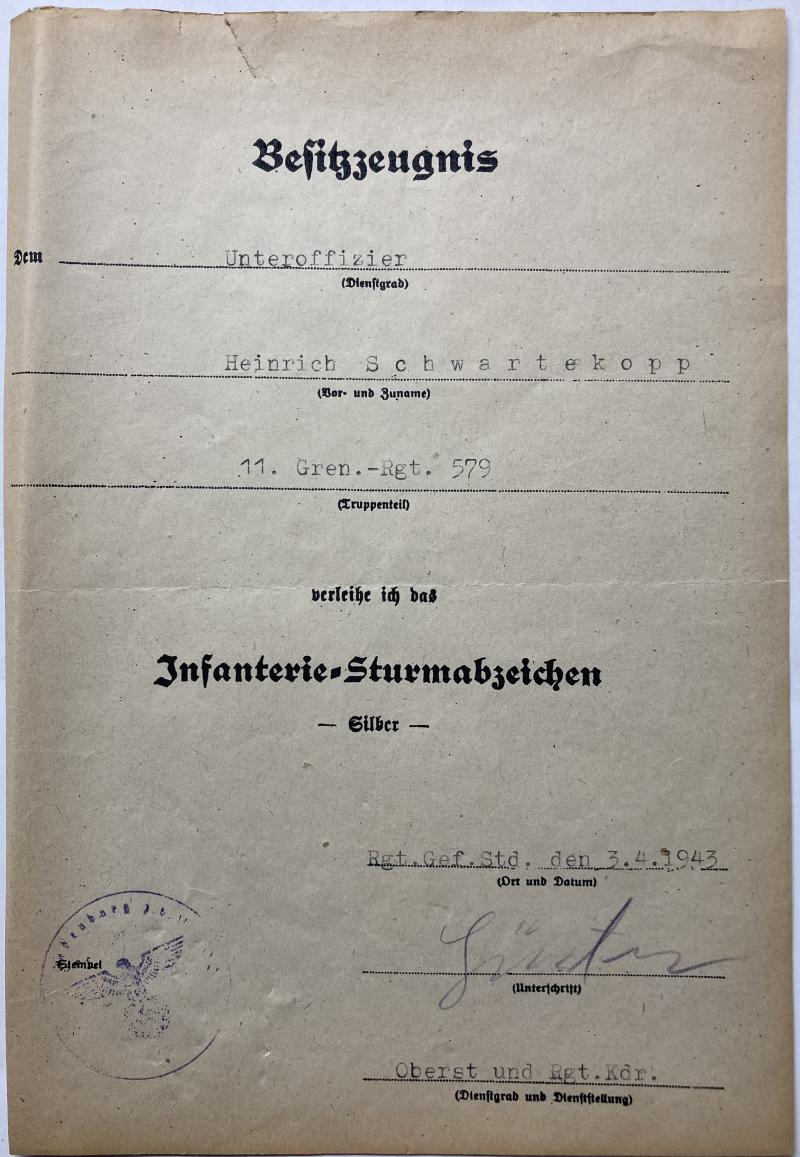 Besitzzeugnis
Dem Unteroffizier
(Dienstgrad)
Heinrich Schwartekopp
(Vor- und Zuname)
11. Gren.-Rgt. 579
(Truppenteil)
verleihe ich das
Infanterie-Sturmabzeichen
— Silber —
Rgt.Gef.Std. den 3.4.1943
(Ort und Datum)
Stempel
(Unterschrift)
Oberst und Rgt.Kdr.
(Dienstgrad und Dienststellung)